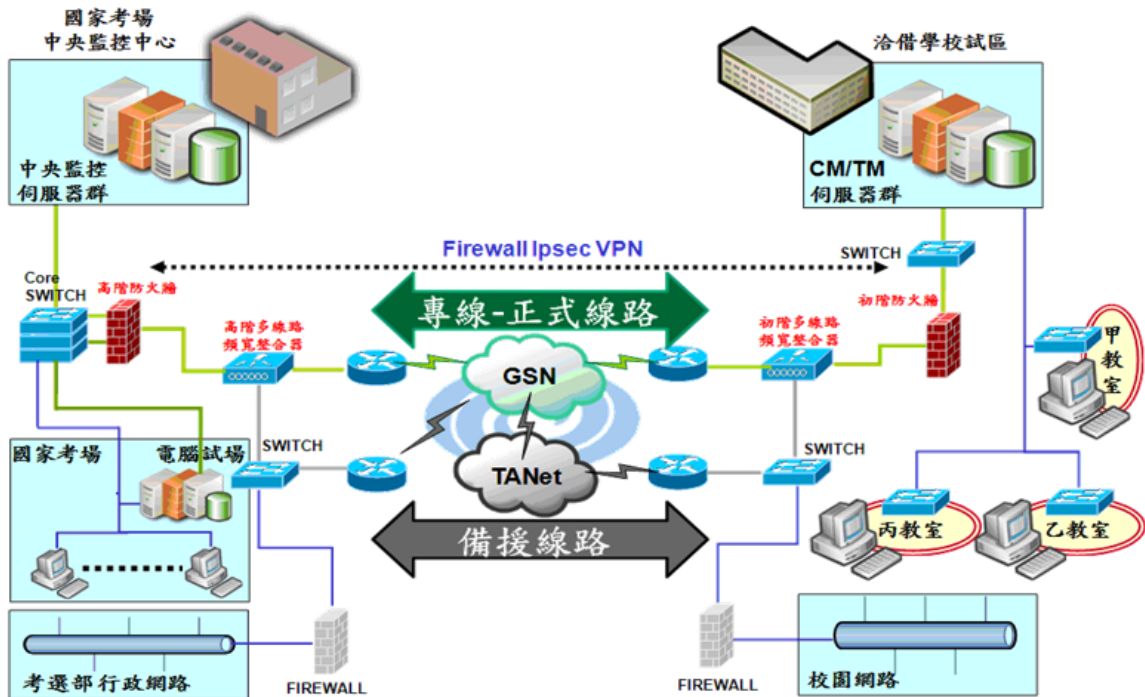 國家考場
中央監控中心
洽借學校試區
中央監控
伺服器群
CM/TM
伺服器群
Firewall Ipsec VPN
SWITCH
Core
SWITCH
高階防火牆
專線-正式線路
初階防火牆
高階多線路
頻寬整合器
初階多線路
頻寬整合器
GSN
甲教室
國家考場
電腦試場
SWITCH
TANet
SWITCH
備援線路
丙教室
乙教室
考選部行政網路
FIREWALL
FIREWALL
校園網路